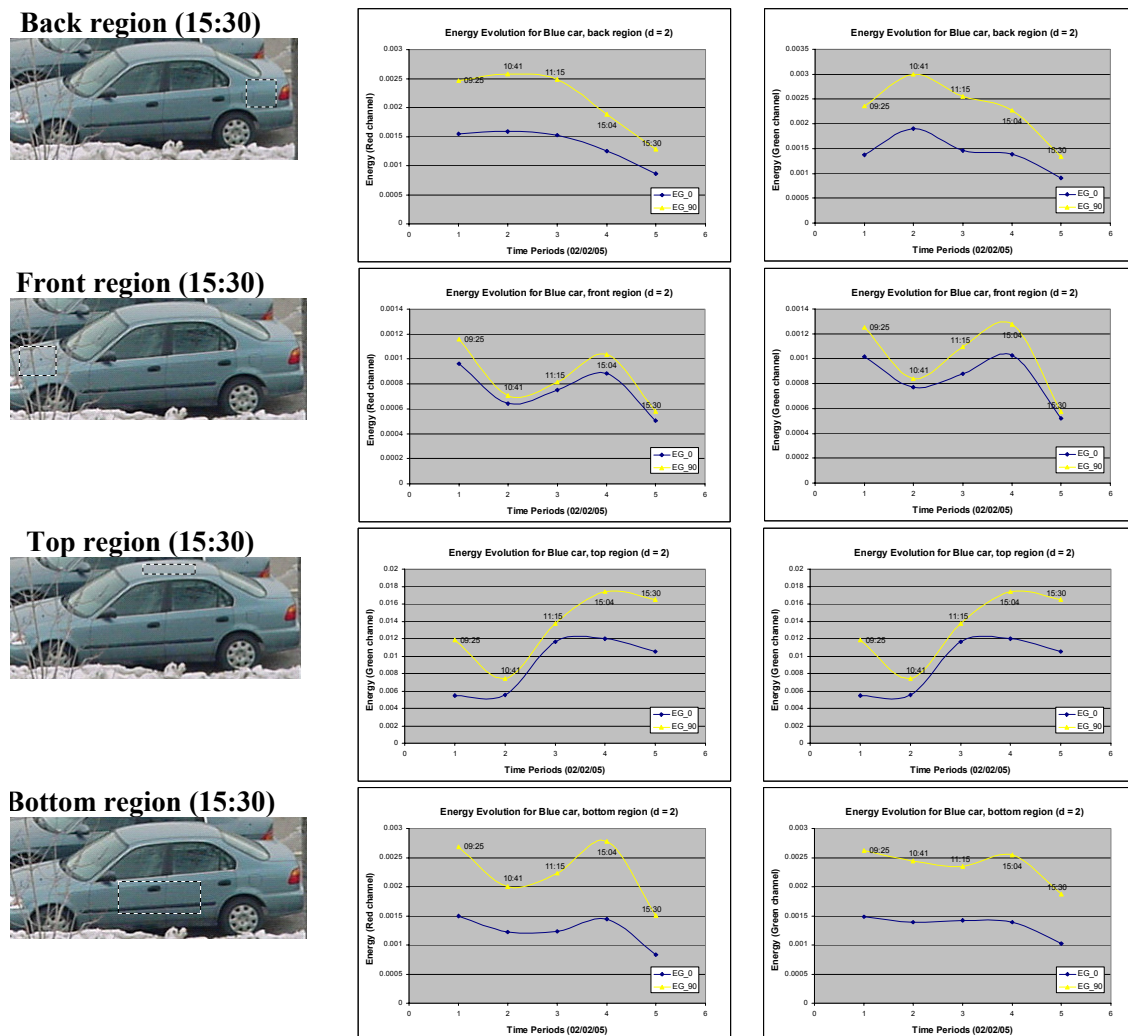 Back region (15:30)
Energy Evolution for Blue car, back region (d = 2)
Energy (Red channel)
0.003
0.0025
0.002
0.0015
0.001
0.0005
0
09:25
10:41
11:15
15:04
15:30
EG_0
EG_90
0 1 2 3 4 5 6
Time Periods (02/02/05)
Energy Evolution for Blue car, back region (d = 2)
Energy (Green channel)
0.0035
0.003
0.0025
0.002
0.0015
0.001
0.0005
0
09:25
10:41
11:15
15:04
15:30
EG_0
EG_90
0 1 2 3 4 5 6
Time Periods (02/02/05)
Front region (15:30)
Energy Evolution for Blue car, front region (d = 2)
Energy (Red channel)
0.0014
0.0012
0.001
0.0008
0.0006
0.0004
0.0002
0
09:25
10:41
11:15
15:04
15:30
EG_0
EG_90
0 1 2 3 4 5 6
Time Periods (02/02/05)
Energy Evolution for Blue car, front region (d = 2)
Energy (Green channel)
0.0014
0.0012
0.001
0.0008
0.0006
0.0004
0.0002
0
09:25
10:41
11:15
15:04
15:30
EG_0
EG_90
0 1 2 3 4 5 6
Time Periods (02/02/05)
Top region (15:30)
Energy Evolution for Blue car, top region (d = 2)
Energy (Green channel)
0.02
0.018
0.016
0.014
0.012
0.01
0.008
0.006
0.004
0.002
0
09:25
10:41
11:15
15:04
15:30
EG_0
EG_90
0 1 2 3 4 5 6
Time Periods (02/02/05)
Energy Evolution for Blue car, top region (d = 2)
Energy (Green channel)
0.02
0.018
0.016
0.014
0.012
0.01
0.008
0.006
0.004
0.002
0
09:25
10:41
11:15
15:04
15:30
EG_0
EG_90
0 1 2 3 4 5 6
Time Periods (02/02/05)
Bottom region (15:30)
Energy Evolution for Blue car, bottom region (d = 2)
Energy (Red channel)
0.003
0.0025
0.002
0.0015
0.001
0.0005
0
09:25
10:41
11:15
15:04
15:30
EG_0
EG_90
0 1 2 3 4 5 6
Time Periods (02/02/05)
Energy Evolution for Blue car, bottom region (d = 2)
Energy (Green channel)
0.003
0.0025
0.002
0.0015
0.001
0.0005
0
09:25
10:41
11:15
15:04
15:30
EG_0
EG_90
0 1 2 3 4 5 6
Time Periods (02/02/05)